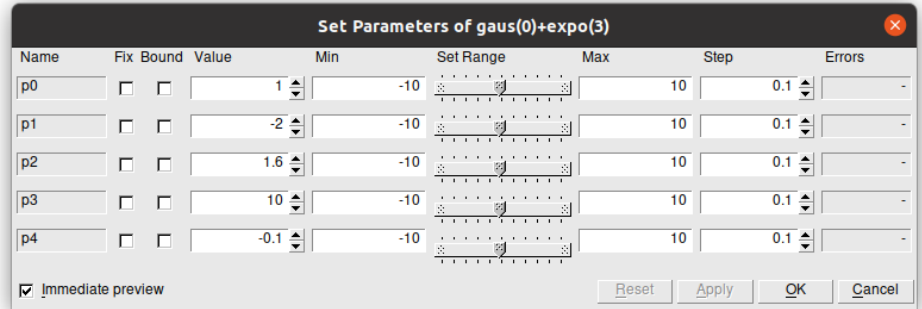 Set Parameters of gaus(0)+expo(3)
Name Fix Bound Value Min Set Range Max Step Errors
p0 1 -10 10 0.1 -
p1 -2 -10 10 0.1 -
p2 1.6 -10 10 0.1 -
p3 10 -10 10 0.1 -
p4 -0.1 -10 10 0.1 -
Immediate preview Reset Apply OK Cancel